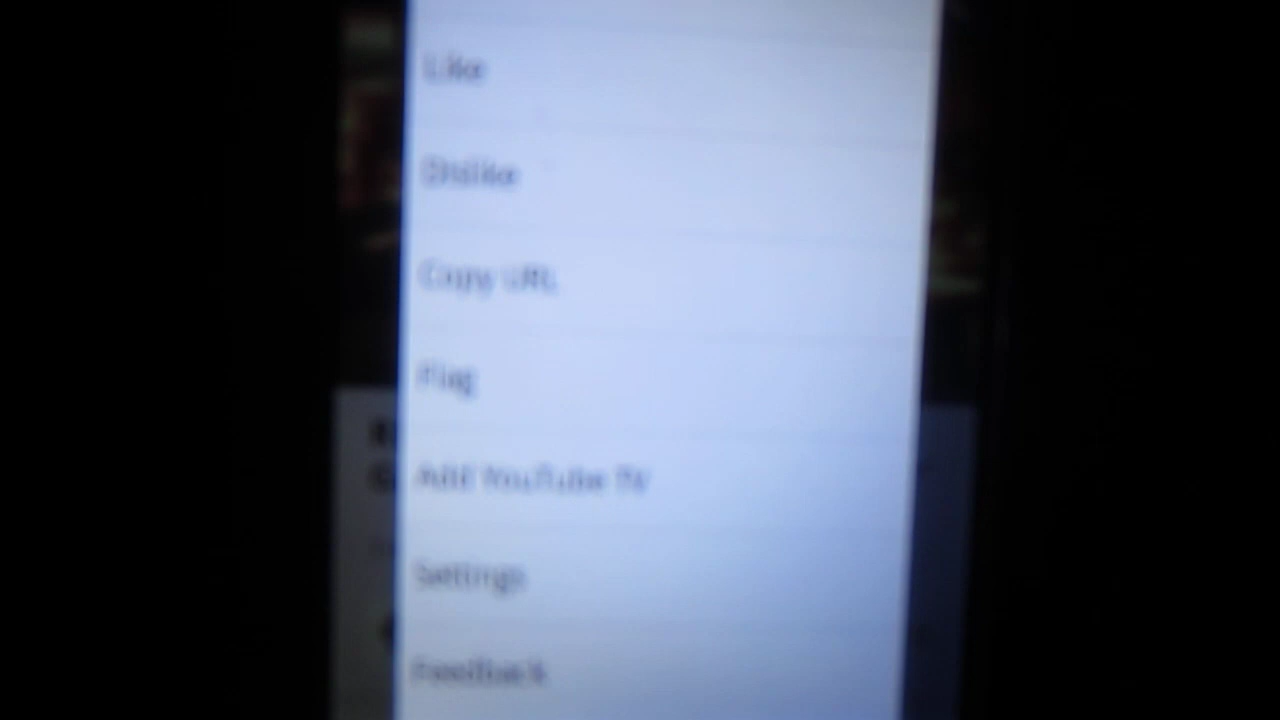 Like
Dislike
Copy URL
Flag
Add YouTube TV
Settings
Feedback